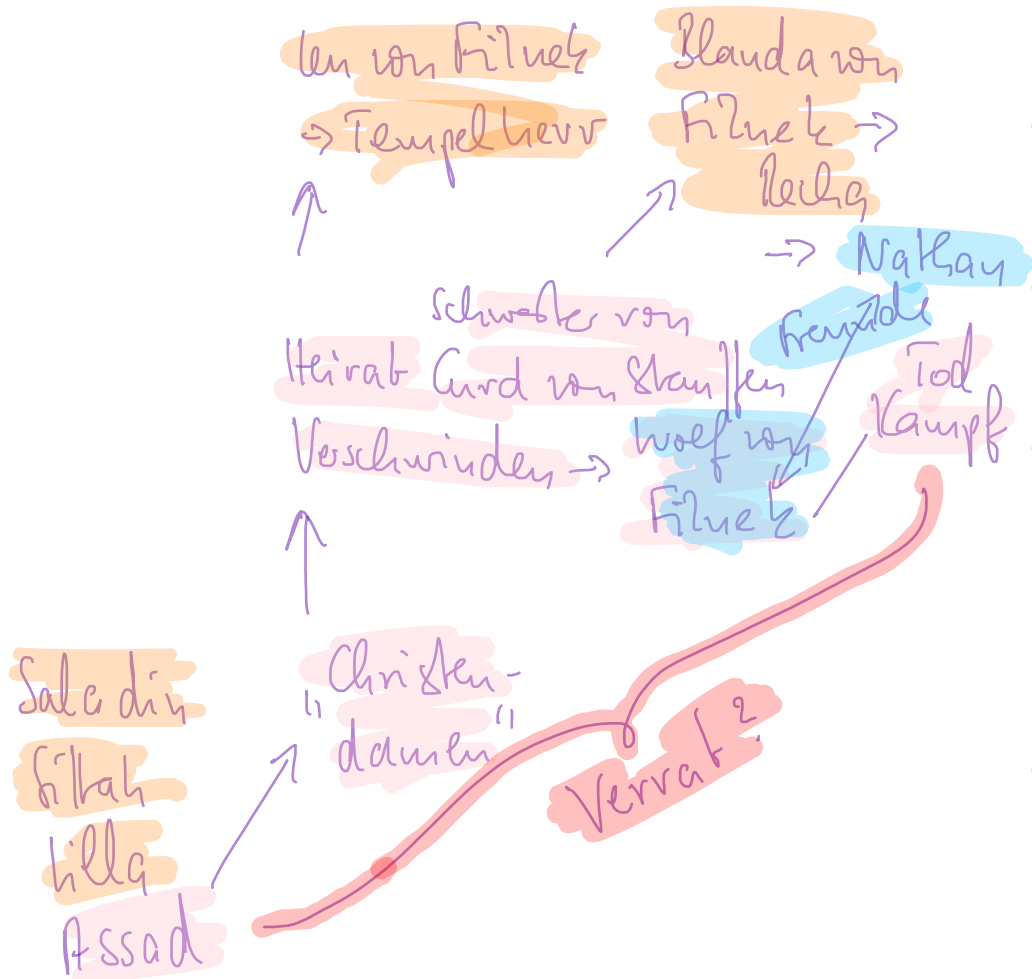 Leu von Filnek
→ Tempelherr
Blanda von
Filnek →
Recha
→ Nathan
Freunde
Schwester von
Heirat Curd von Stauffen
Verschwinden → Wolf von
Filnek
Tod
Kampf
"Christen-
damen"
Verrat?
Saladin
Sittah
Lilla
Assad